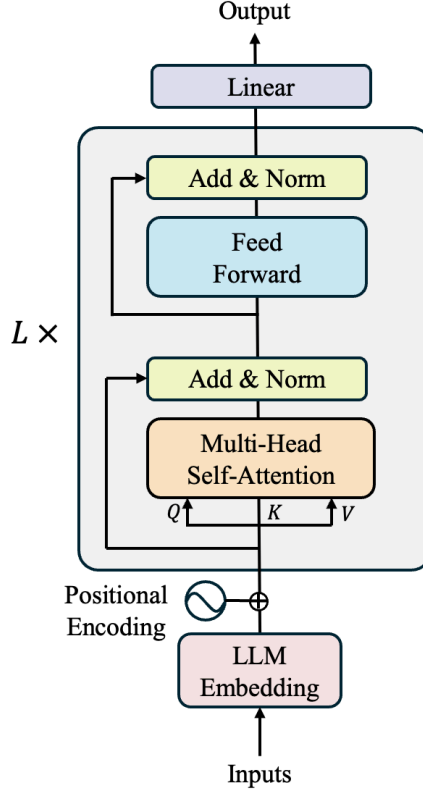 Output
Linear
Add & Norm
Feed
Forward
L ×
Add & Norm
Multi-Head
Self-Attention
Q K V
Positional
Encoding
LLM
Embedding
Inputs